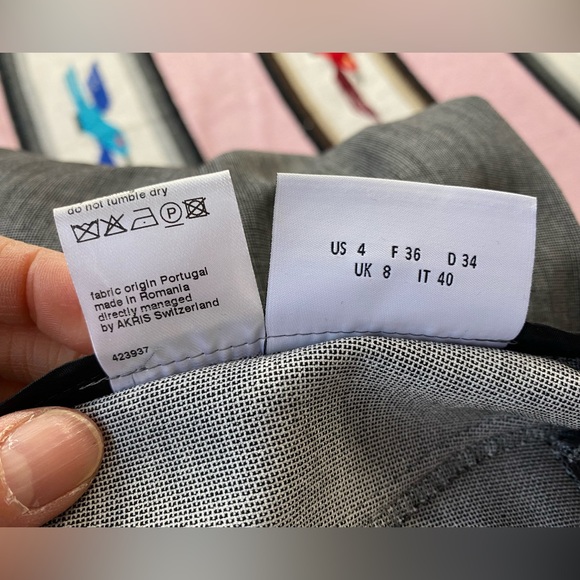 do not tumble dry
P
fabric origin Portugal
made in Romania
directly managed
by AKRIS Switzerland
423937
US 4 F 36 D 34
UK 8 IT 40